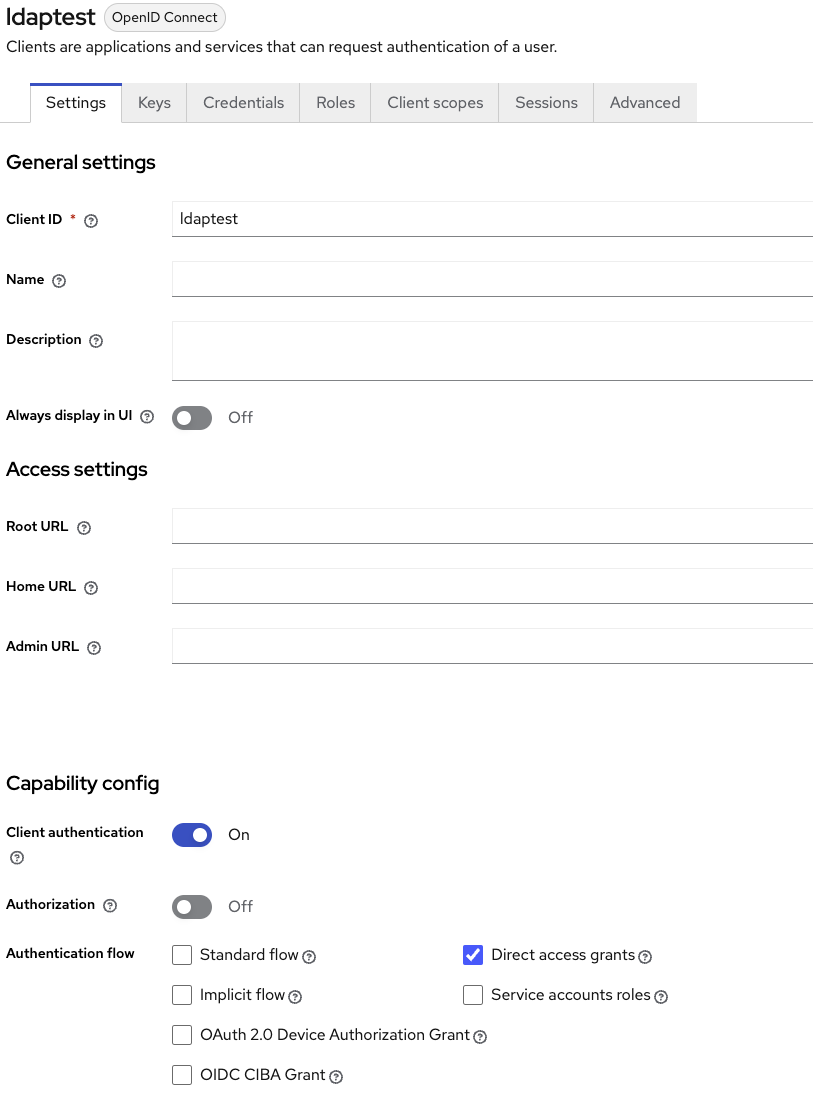 ldaptest OpenID Connect
Clients are applications and services that can request authentication of a user.
Settings Keys Credentials Roles Client scopes Sessions Advanced
General settings
Client ID * ldaptest
Name
Description
Always display in UI Off
Access settings
Root URL
Home URL
Admin URL
Capability config
Client authentication On
Authorization Off
Authentication flow Standard flow Direct access grants
Implicit flow Service accounts roles
OAuth 2.0 Device Authorization Grant
OIDC CIBA Grant